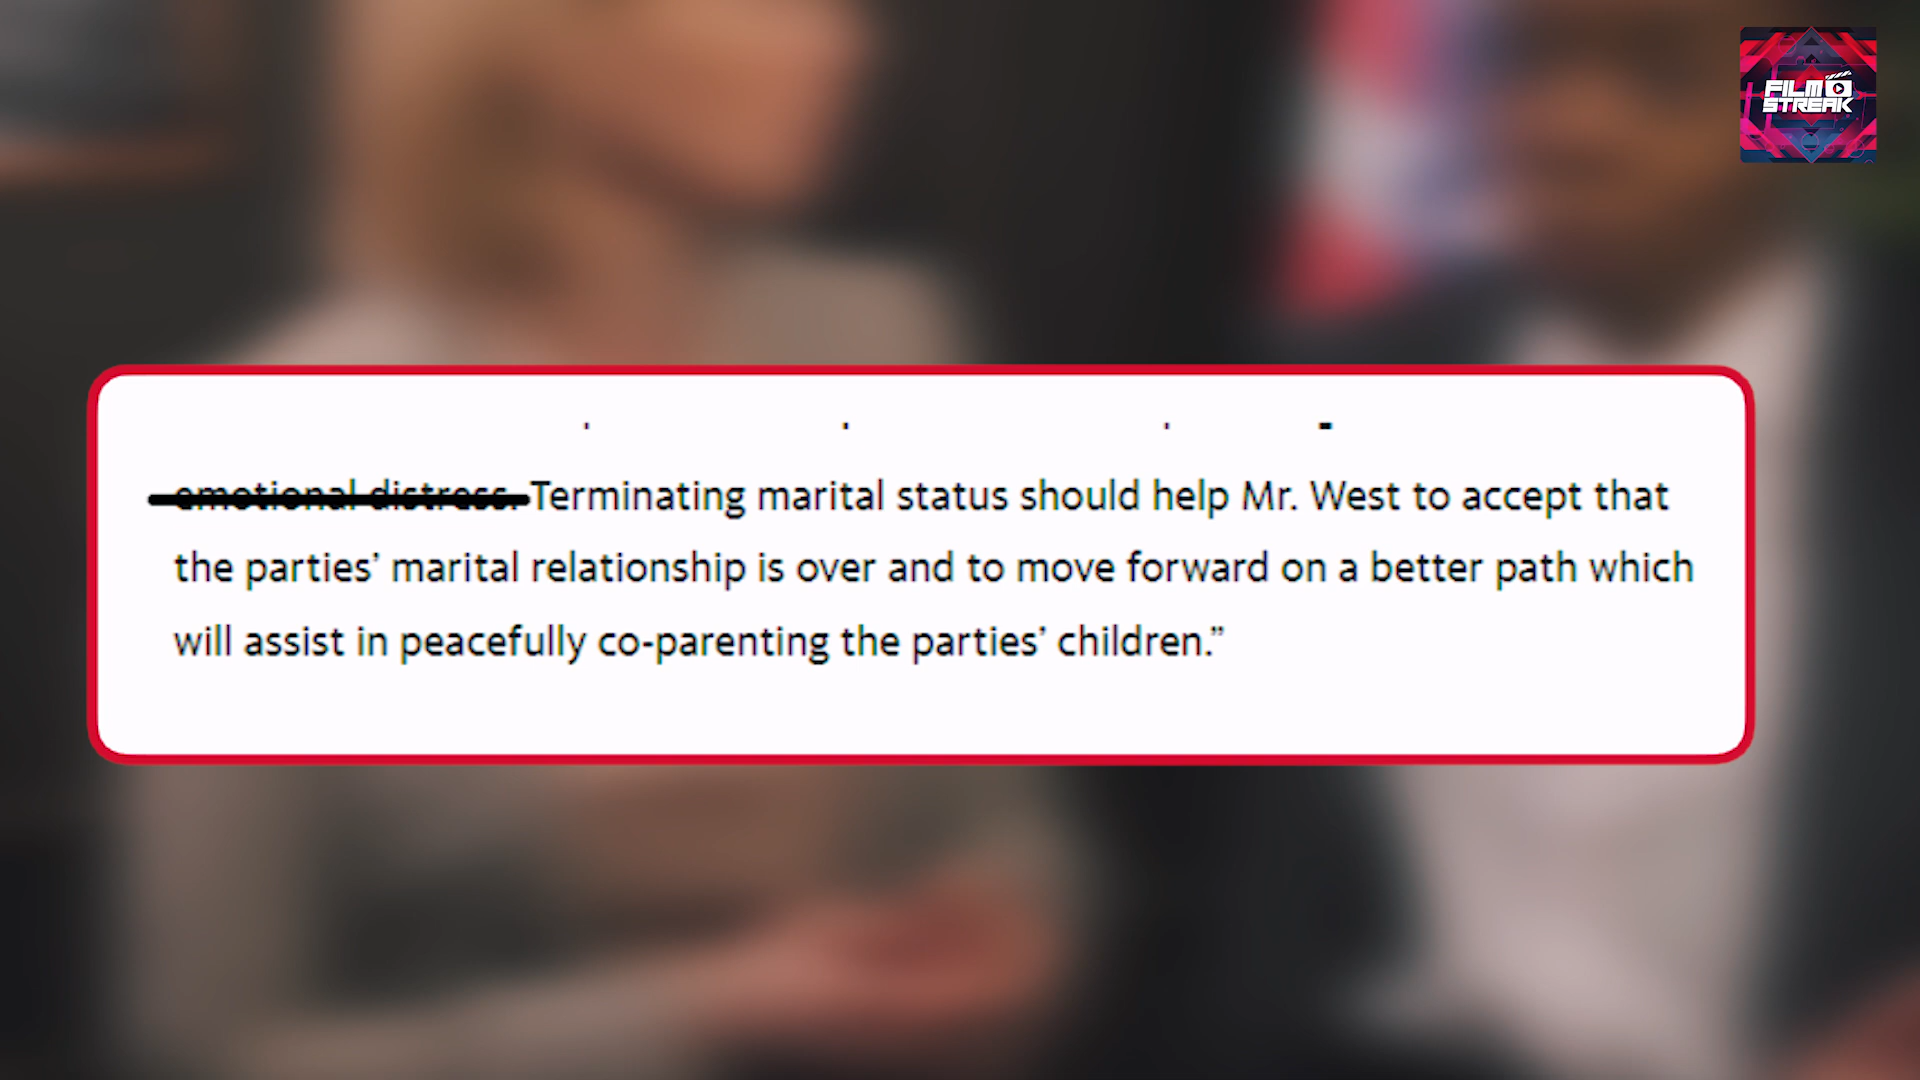 FILM
STREAK
emotional distress. Terminating marital status should help Mr. West to accept that
the parties’ marital relationship is over and to move forward on a better path which
will assist in peacefully co-parenting the parties’ children.”